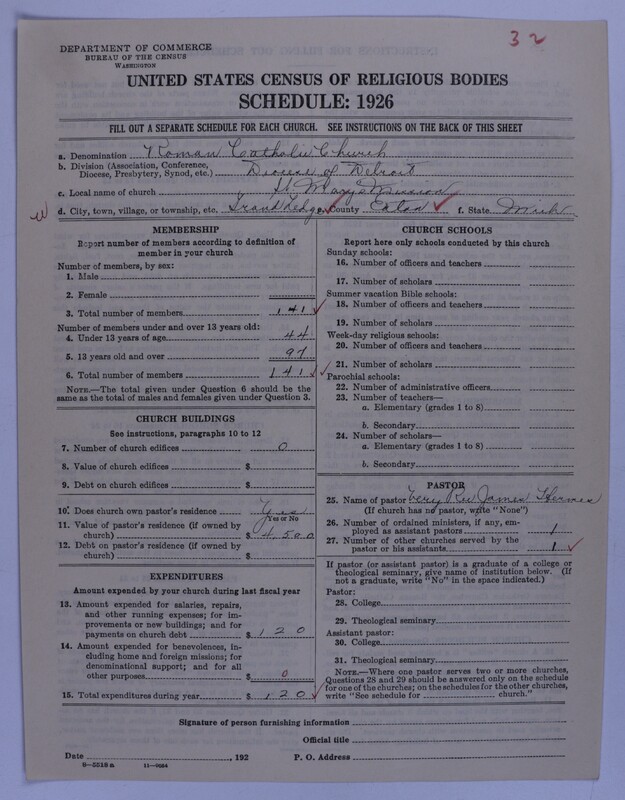 32
DEPARTMENT OF COMMERCE
BUREAU OF THE CENSUS
WASHINGTON
UNITED STATES CENSUS OF RELIGIOUS BODIES
SCHEDULE: 1926
FILL OUT A SEPARATE SCHEDULE FOR EACH CHURCH. SEE INSTRUCTIONS ON THE BACK OF THIS SHEET
a. Denomination Roman Catholic Church
b. Division (Association, Conference, Diocese, Presbytery, Synod, etc.) Diocese of Detroit
c. Local name of church St Marys Mission
d. City, town, village, or township, etc. Grand Ledge County Eaton f. State Mich
MEMBERSHIP
Report number of members according to definition of
member in your church
Number of members, by sex:
1. Male
2. Female
3. Total number of members 141
Number of members under and over 13 years old:
4. Under 13 years of age 44
5. 13 years old and over 97
6. Total number of members 141
NOTE.—The total given under Question 6 should be
same as the total of males and females given under Question 3.
CHURCH BUILDINGS
See instructions, paragraphs 10 to 12
7. Number of church edifices 0
8. Value of church edifices $
9. Debt on church edifices $
10. Does church own pastor's residence Yes
Yes or No
11. Value of pastor's residence (if owned by
church) $ 4,500
12. Debt on pastor's residence (if owned by
church) $
EXPENDITURES
Amount expended by church during last fiscal year
13. Amount expended for salaries, repairs,
and other running expenses; for im-
provements or new buildings; and for
payments on church debt $ 120
14. Amount expended for benevolences, in-
cluding home and foreign missions; for
denominational support; and for all
other purposes $ 0
15. Total expenditures during year $ 120
CHURCH SCHOOLS
Report here only schools conducted by this church
Sunday schools:
16. Number of officers and teachers
17. Number of scholars
Summer vacation Bible schools:
18. Number of officers and teachers
19. Number of scholars
Week-day religious schools:
20. Number of officers and teachers
21. Number of scholars
Parochial schools:
22. Number of administrative officers
23. Number of teachers—
a. Elementary (grades 1 to 8)
b. Secondary
24. Number of scholars—
a. Elementary (grades 1 to 8)
b. Secondary
PASTOR
25. Name of pastor Very Rev James Hermes
(If church has no pastor, write "None")
26. Number of ordained ministers, if any, em-
ployed as assistant pastors 1
27. Number of other churches served by the
pastor or his assistants 1
If pastor (or assistant pastor) is a graduate of a college or
theological seminary, give name of institution below. (If
not a graduate, write "No" in the space indicated.)
Pastor:
28. College
29. Theological seminary
Assistant pastor:
30. College
31. Theological seminary
NOTE.—Where one pastor serves two or more churches,
Questions 28 and 29 should be answered only on the schedule
for one of the churches; on the schedules for the other churches,
write "See schedule for church."
Signature of person furnishing information
Official title
Date , 192 P. O. Address
8—5518 a 11—9054